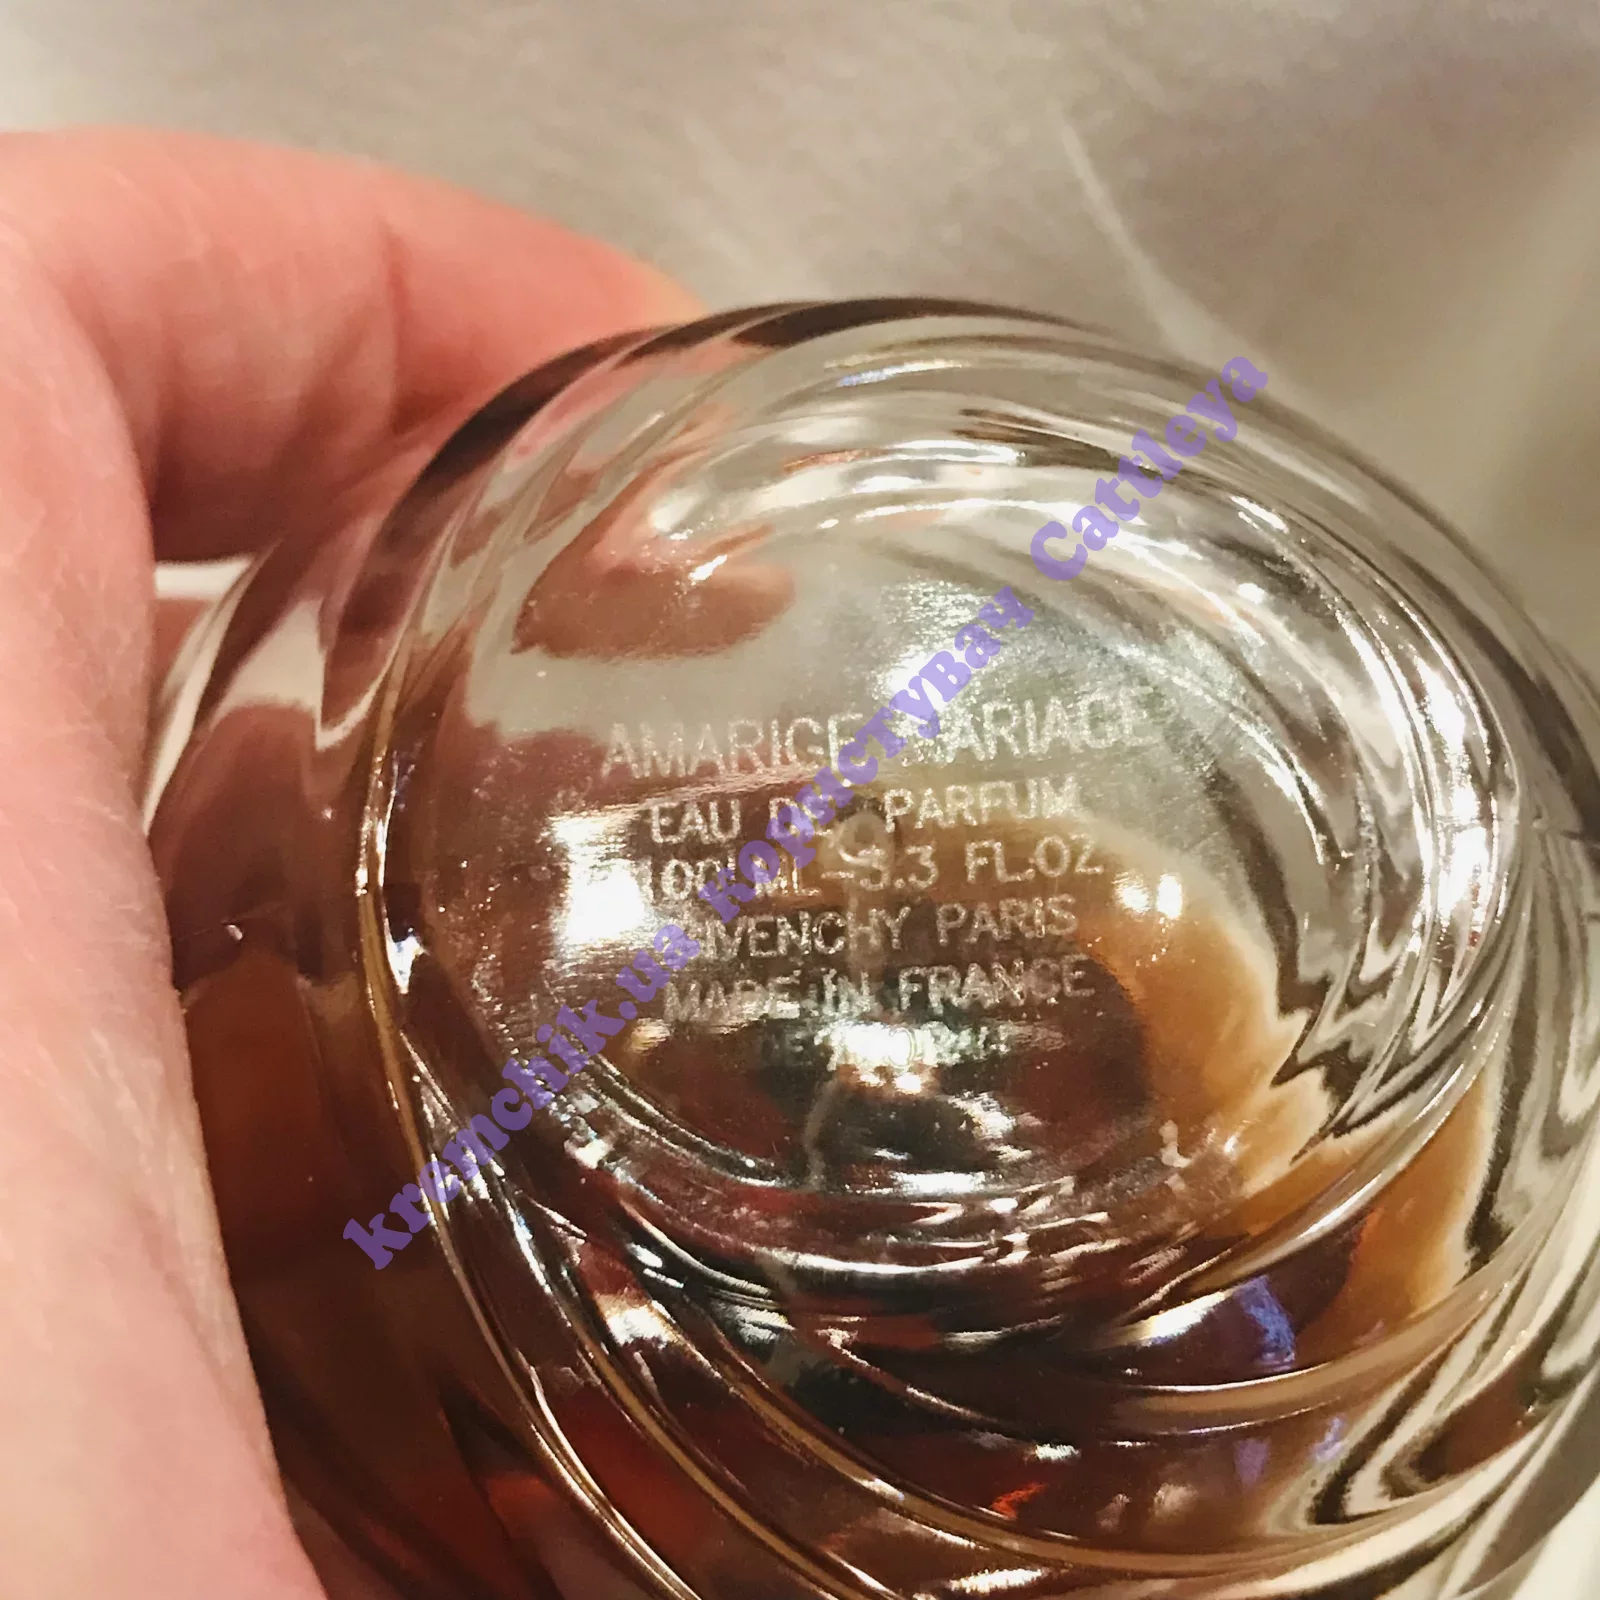 AMARIGE MARIAGE
EAU DE PARFUM
100 ML-3.3 FL.OZ
GIVENCHY PARIS
MADE IN FRANCE
kremchik.ua користувач Cattleya